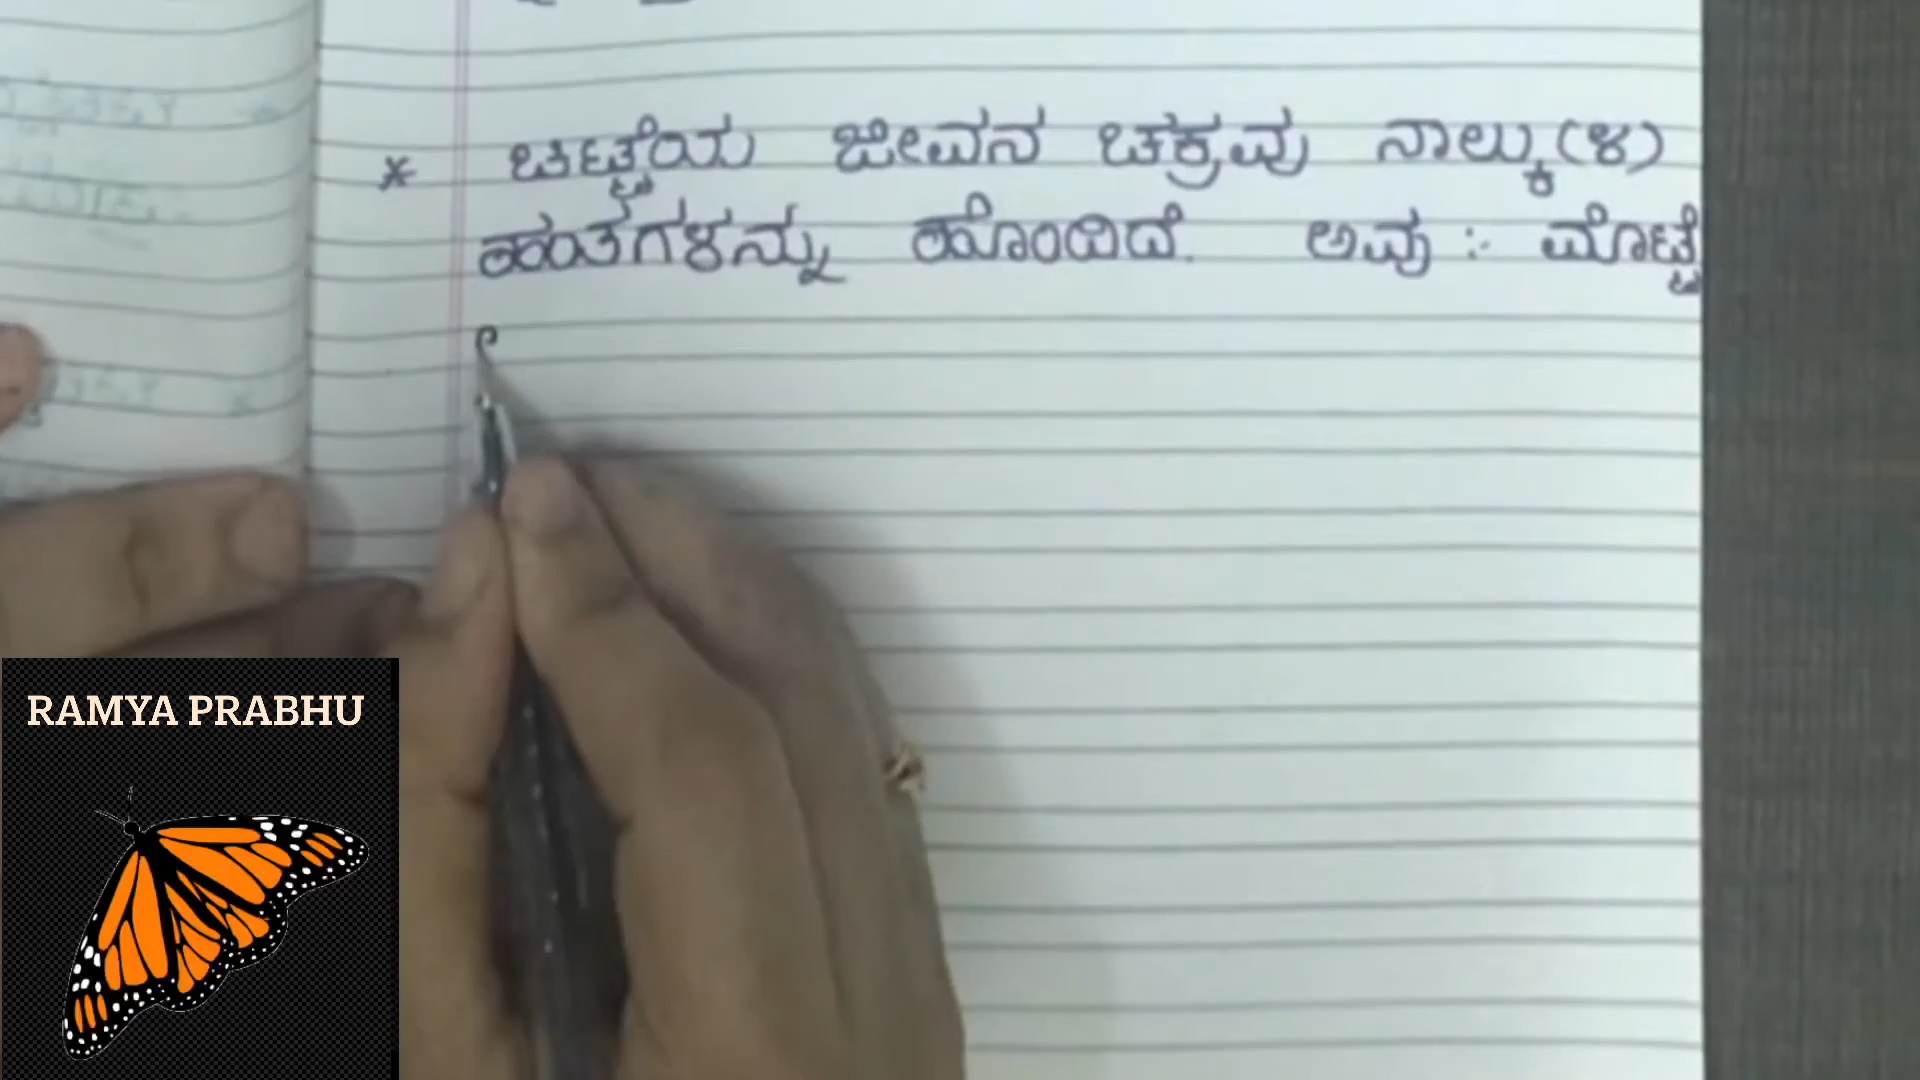 * ಚಿಟ್ಟೆಯ ಜೀವನ ಚಕ್ರವು ನಾಲ್ಕು(೪)
ಹಂತಗಳನ್ನು ಹೊಂದಿದೆ. ಅವು :- ಮೊಟ್ಟೆ
RAMYA PRABHU